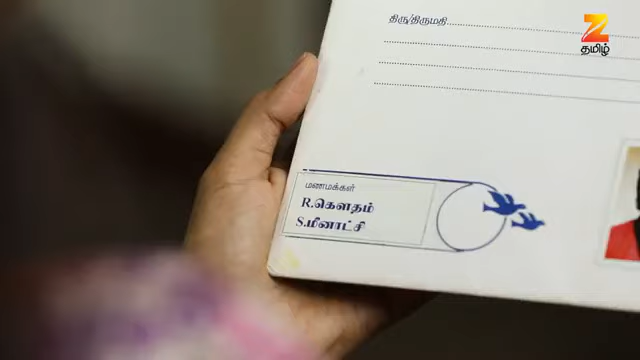 திரு/திருமதி
Z
தமிழ்
மணமக்கள்
R.கௌதம்
S.மீனாட்சி